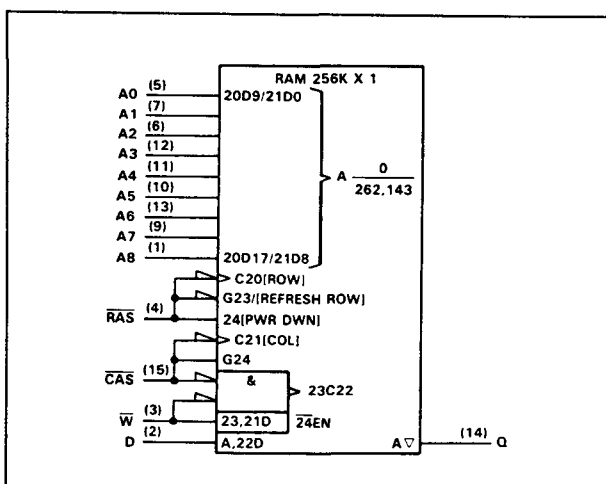 RAM 256K X 1
A0 (5) 20D9/21D0
A1 (7)
A2 (6)
A3 (12) 0
A4 (11) A 262,143
A5 (10)
A6 (13)
A7 (9)
A8 (1) 20D17/21D8
C20[ROW]
G23/[REFRESH ROW]
RAS (4) 24[PWR DWN]
C21[COL]
G24
CAS (15) & 23C22
W (3) 23,21D 24EN
D (2) A,22D A▽ (14) Q